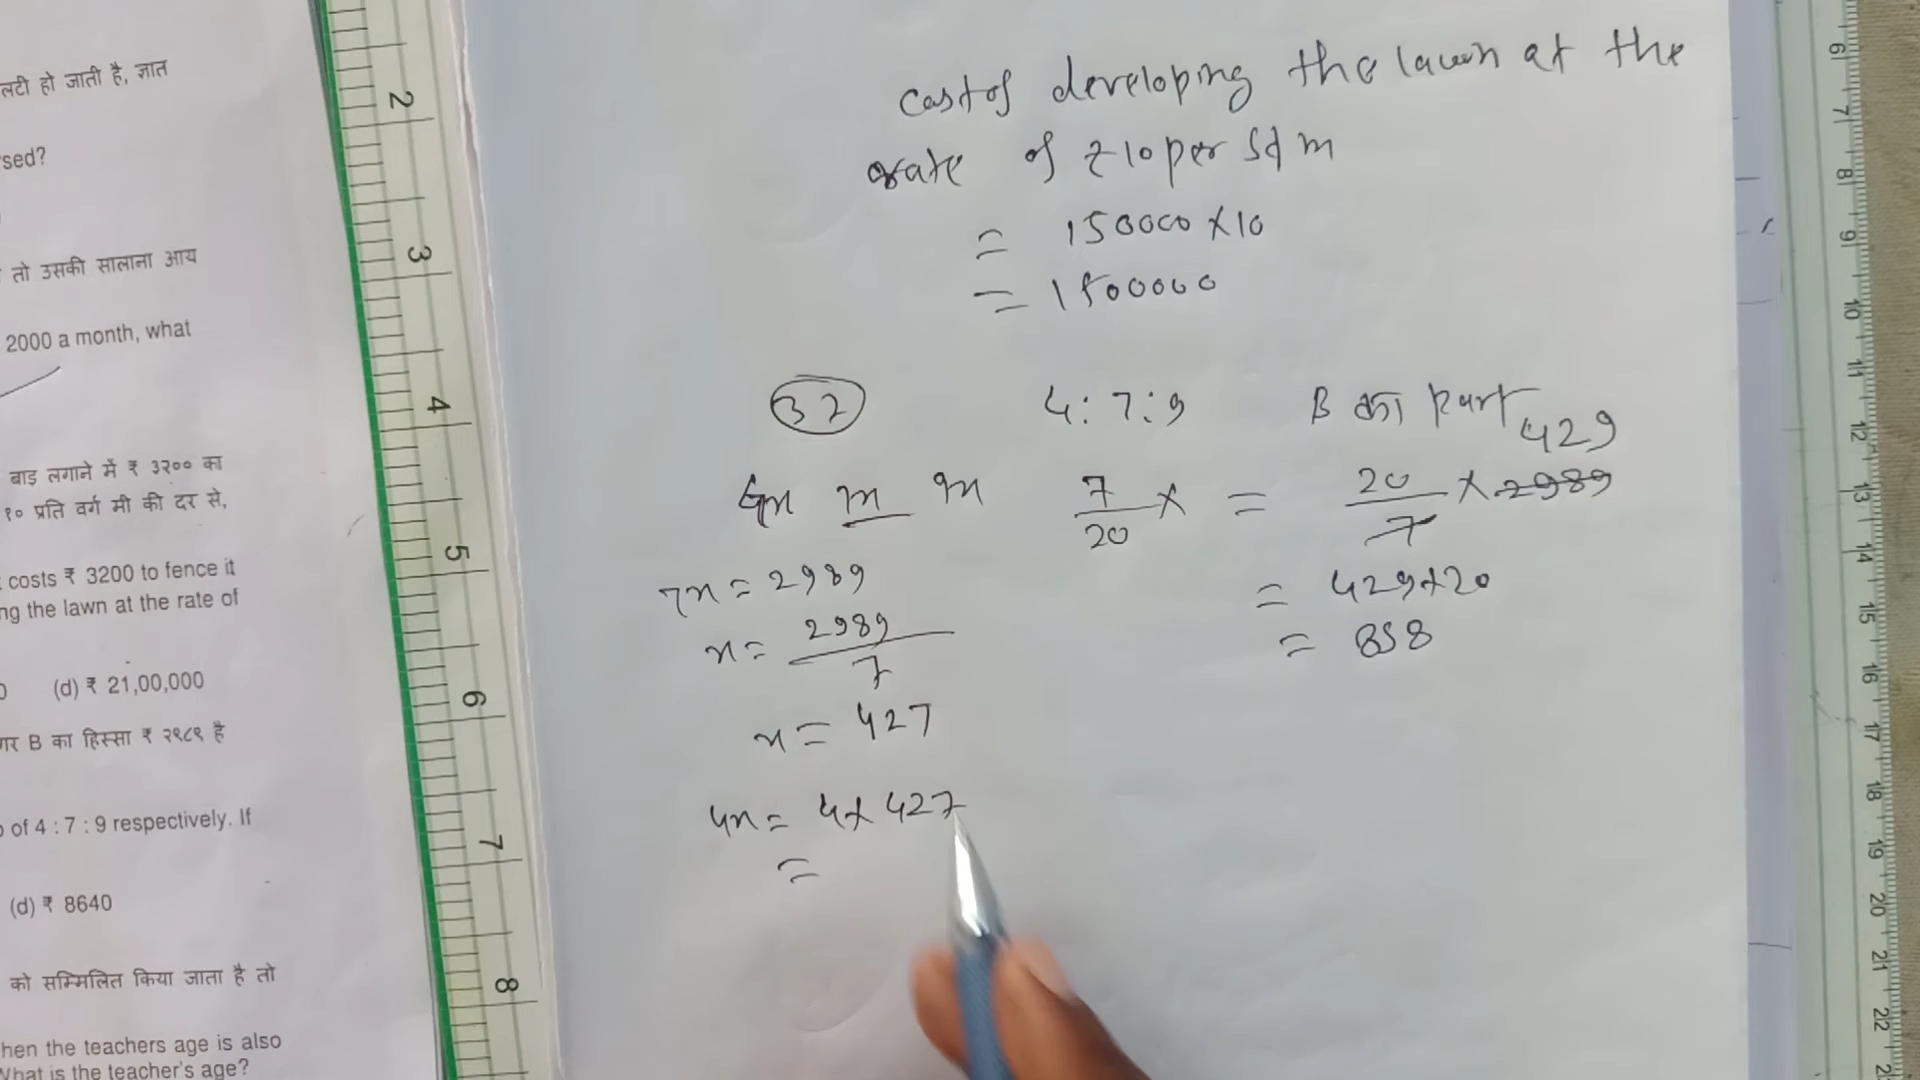 लटी हो जाती है, ज्ञात
sed?
तो उसकी सालाना आय
2000 a month, what
बाड़ लगाने में ₹ ३२०० का
१० प्रति वर्ग मी की दर से,
costs ₹ 3200 to fence it
ng the lawn at the rate of
(d) ₹ 21,00,000
गर B का हिस्सा ₹ २९८९ है
of 4 : 7 : 9 respectively. If
(d) ₹ 8640
को सम्मिलित किया जाता है तो
hen the teachers age is also
What is the teacher's age?
2
3
4
5
6
7
8
cost of developing the lawn at the
rate of ₹ 10 per sq m
= 150000 × 10
= 1500000
32
4 : 7 : 9
7/20 ×
7n = 2989
n = 2989/7
n = 427
4n = 4 × 427
=
B का part
429
= 20/7 × 2989
= 429 × 20
= 858
6
7
8
9
10
11
12
13
14
15
16
17
18
19
20
21
22